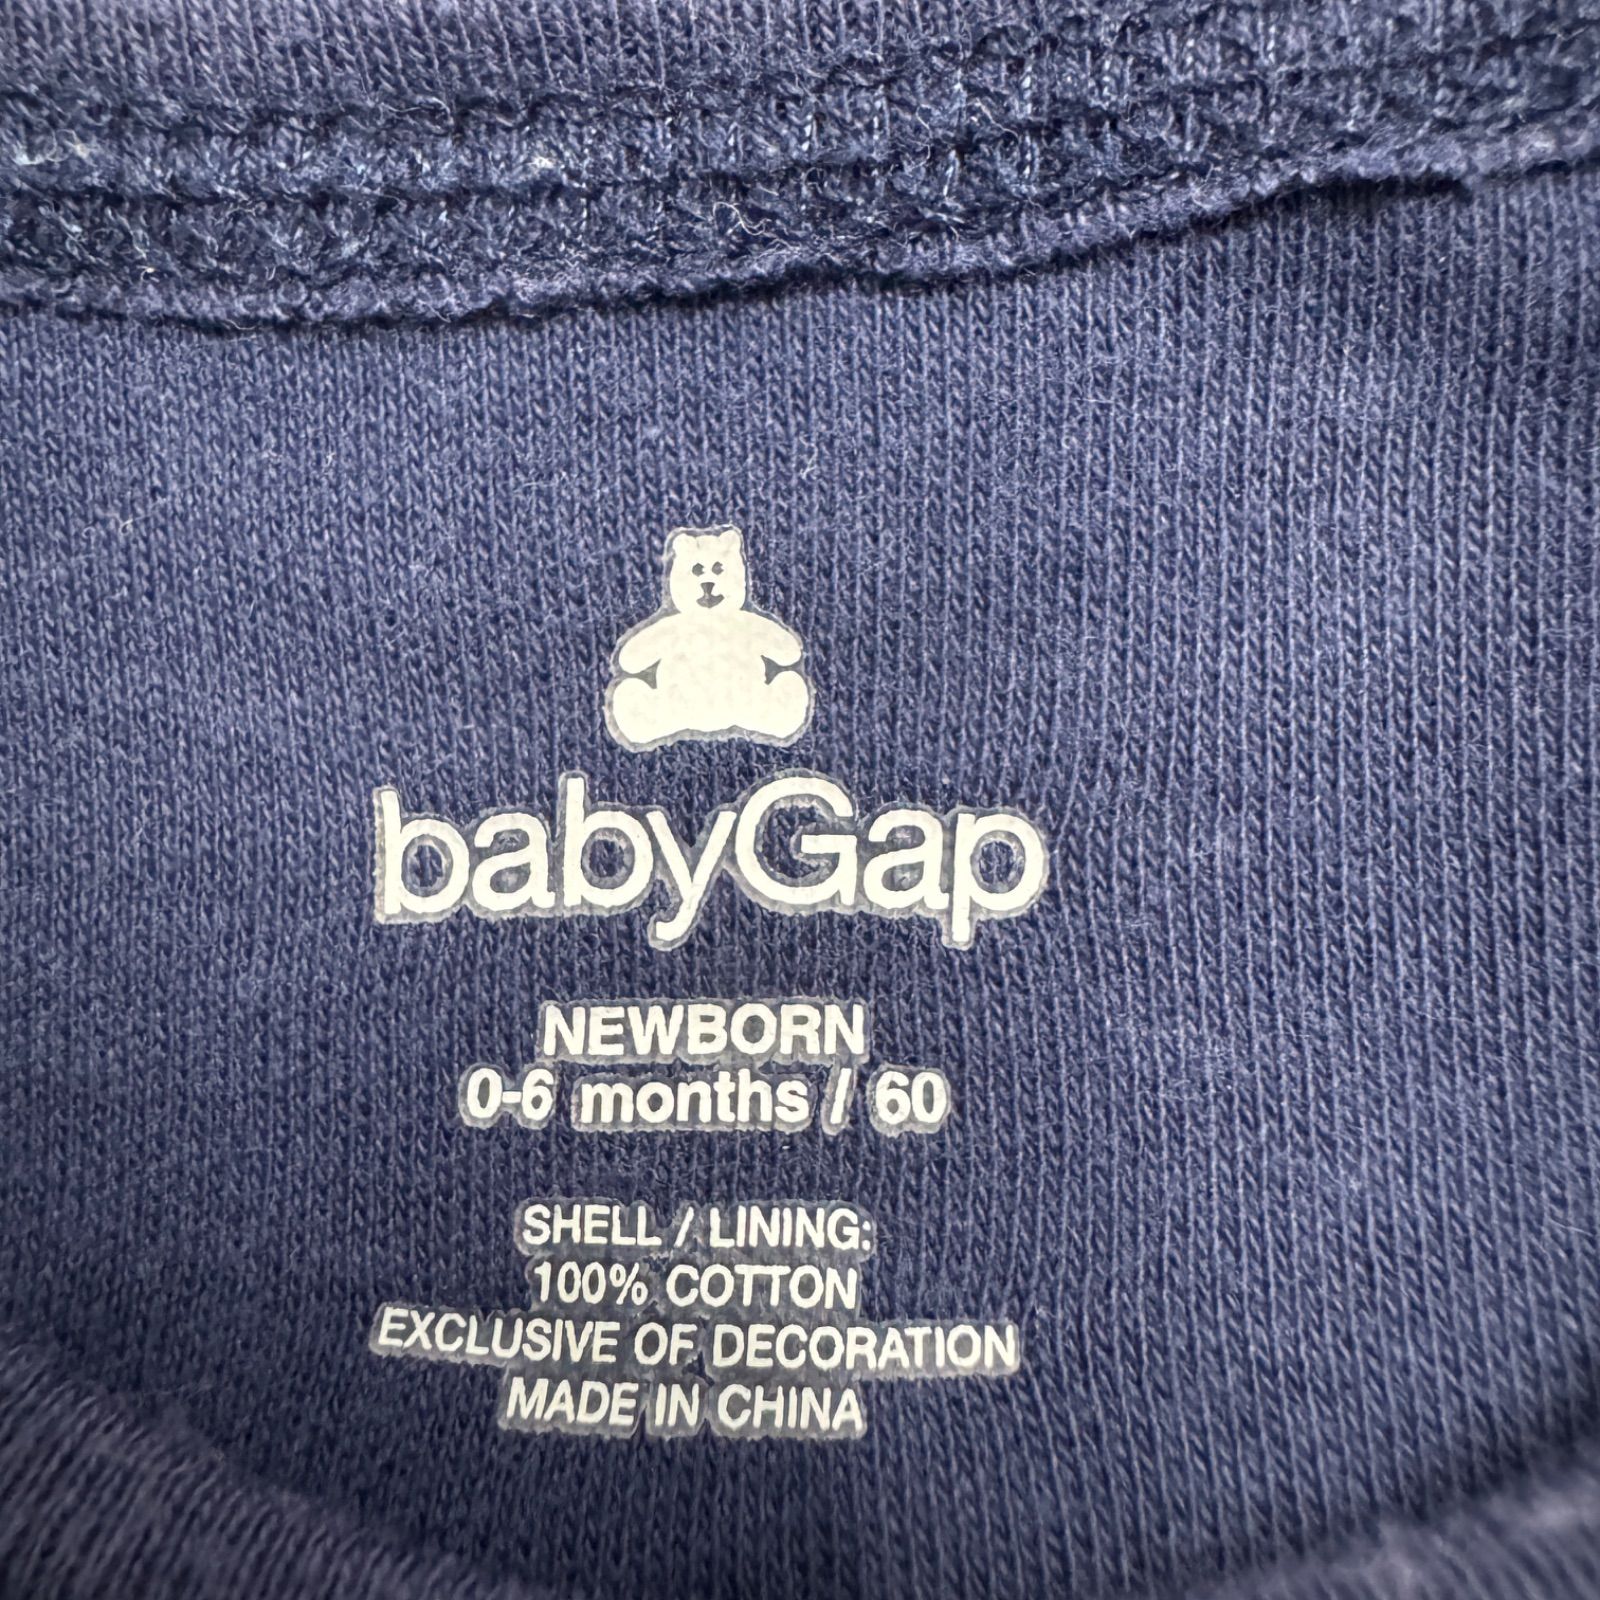 babyGap
NEWBORN
0-6 months / 60
SHELL / LINING:
100% COTTON
EXCLUSIVE OF DECORATION
MADE IN CHINA